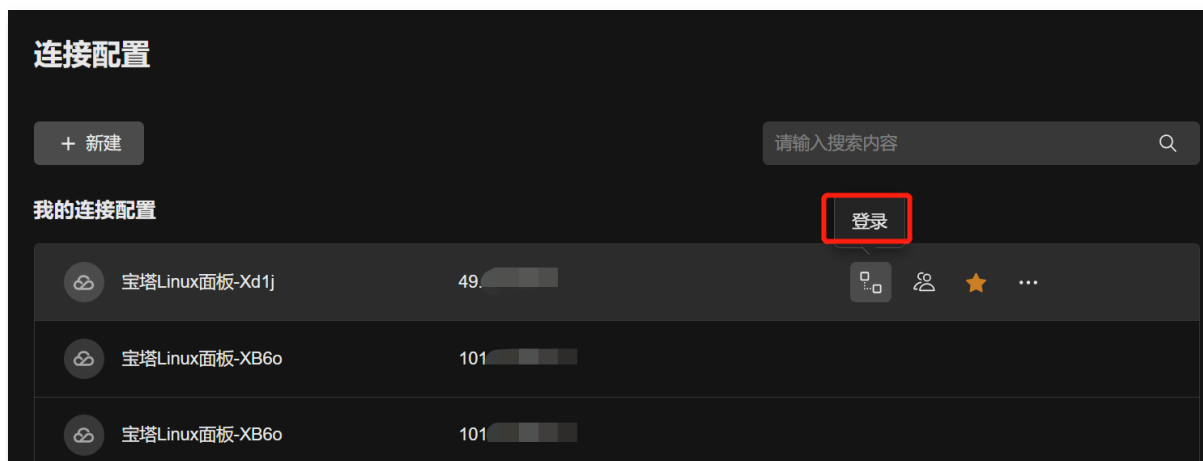 连接配置
+ 新建
请输入搜索内容
我的连接配置
登录
宝塔Linux面板-Xd1j 49.
宝塔Linux面板-XB6o 101
宝塔Linux面板-XB6o 101